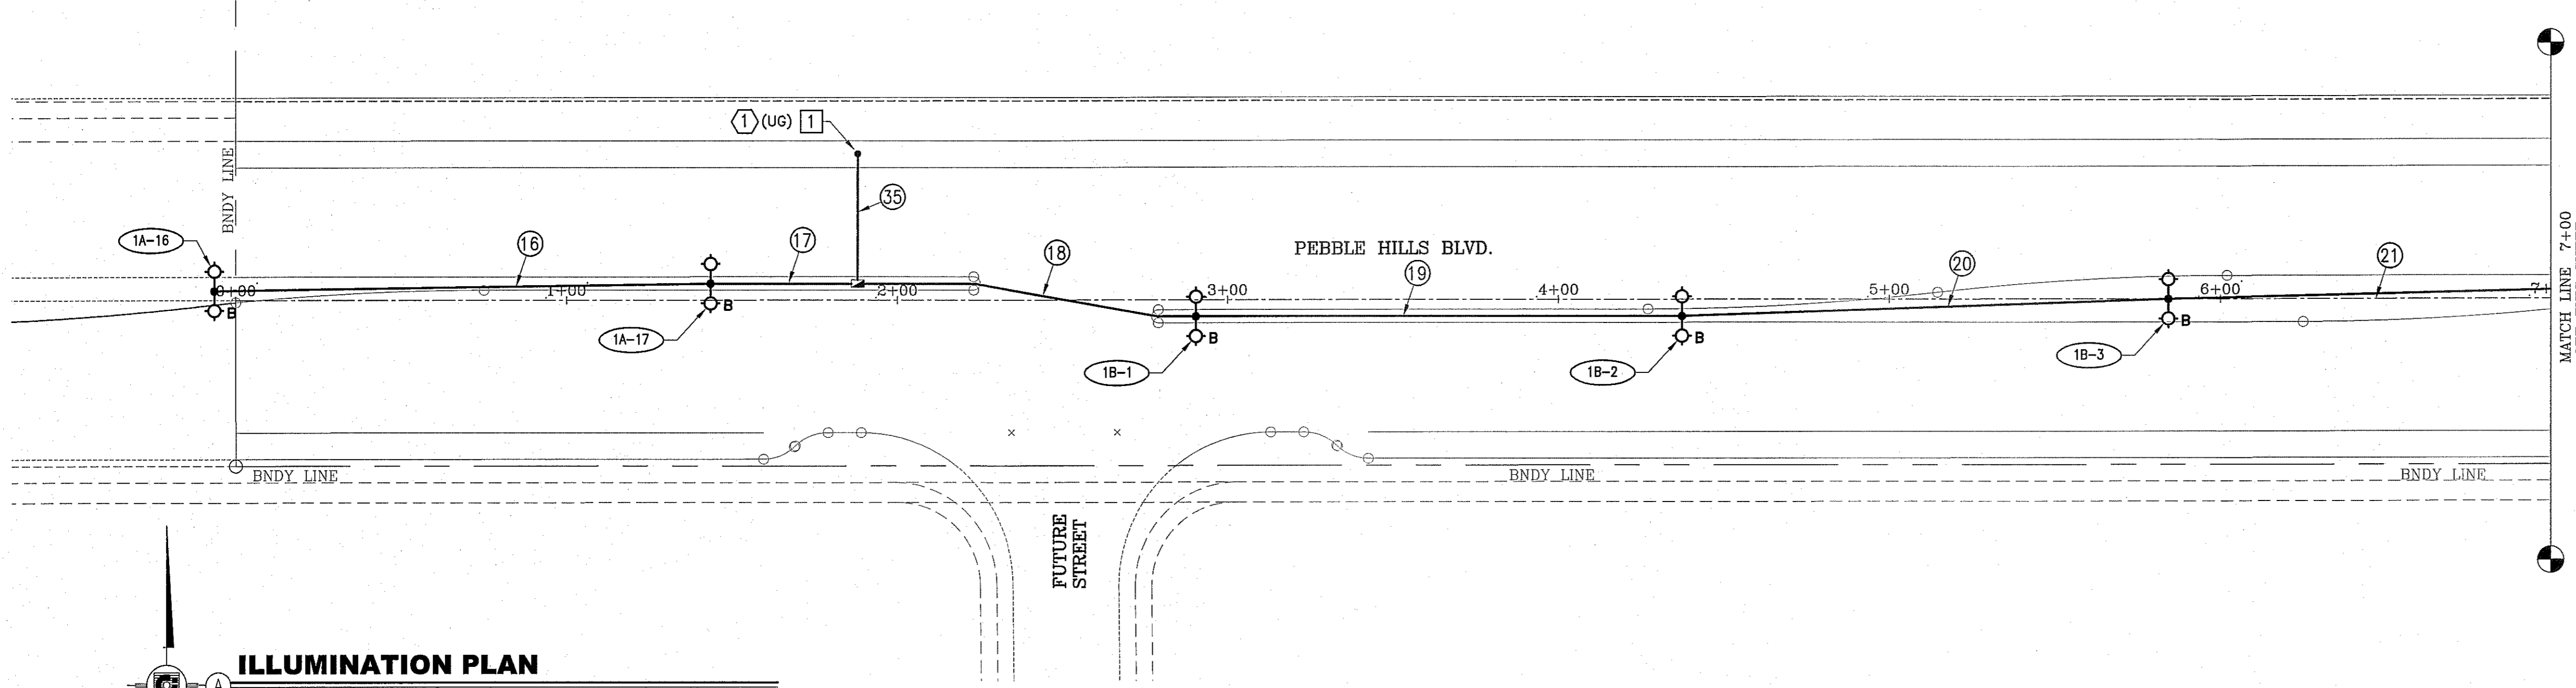 1 (UG) 1
BNDY LINE
35
1A-16
16
17
18
PEBBLE HILLS BLVD.
19
20
21
MATCH LINE 7+00
0+00
1+00
2+00
3+00
4+00
5+00
6+00
7+
B
B
1A-17
B
1B-1
B
1B-2
B
1B-3
BNDY LINE
BNDY LINE
BNDY LINE
FUTURE
STREET
ILLUMINATION PLAN
A